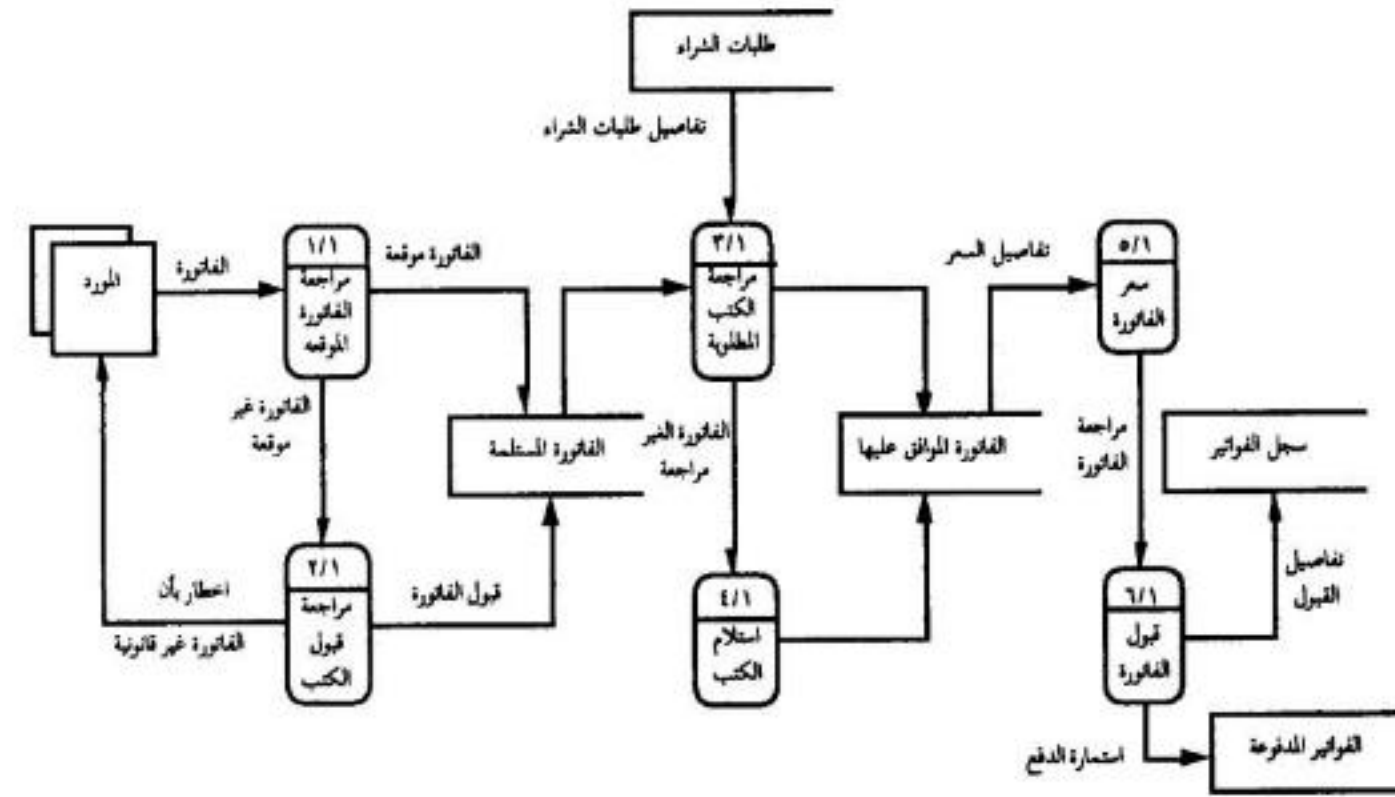 طلبات الشراء
تفاصيل طلبات الشراء
المورد
الفاتورة
١/١
مراجعة
الفاتورة
الموقعه
الفاتورة موقعة
الفاتورة غير
موقعة
٢/١
مراجعة
قبول
الكتب
اخطار بأن
الفاتورة غير قانونية
قبول الفاتورة
الفاتورة المستلمة
٣/١
مراجعة
الكتب
المطلوبة
الفاتورة الغير
مراجعة
٤/١
استلام
الكتب
الفاتورة الموافق عليها
تفاصيل السعر
٥/١
سعر
الفاتورة
مراجعة
الفاتورة
٦/١
قبول
الفاتورة
سجل الفواتير
تفاصيل
القبول
استمارة الدفع
الفواتير المدفوعة